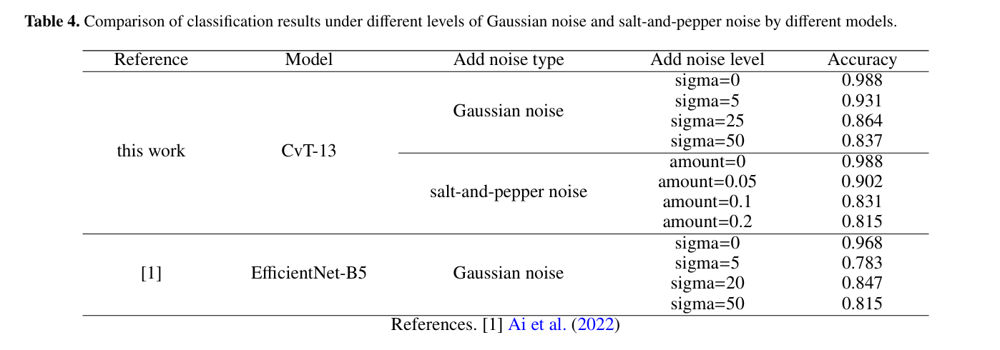 Table 4. Comparison of classification results under different levels of Gaussian noise and salt-and-pepper noise by different models.
Reference Model Add noise type Add noise level Accuracy
sigma=0 0.988
sigma=5 0.931
Gaussian noise
sigma=25 0.864
sigma=50 0.837
this work CvT-13
amount=0 0.988
amount=0.05 0.902
salt-and-pepper noise
amount=0.1 0.831
amount=0.2 0.815
sigma=0 0.968
sigma=5 0.783
[1] EfficientNet-B5 Gaussian noise
sigma=20 0.847
sigma=50 0.815
References. [1] Ai et al. (2022)